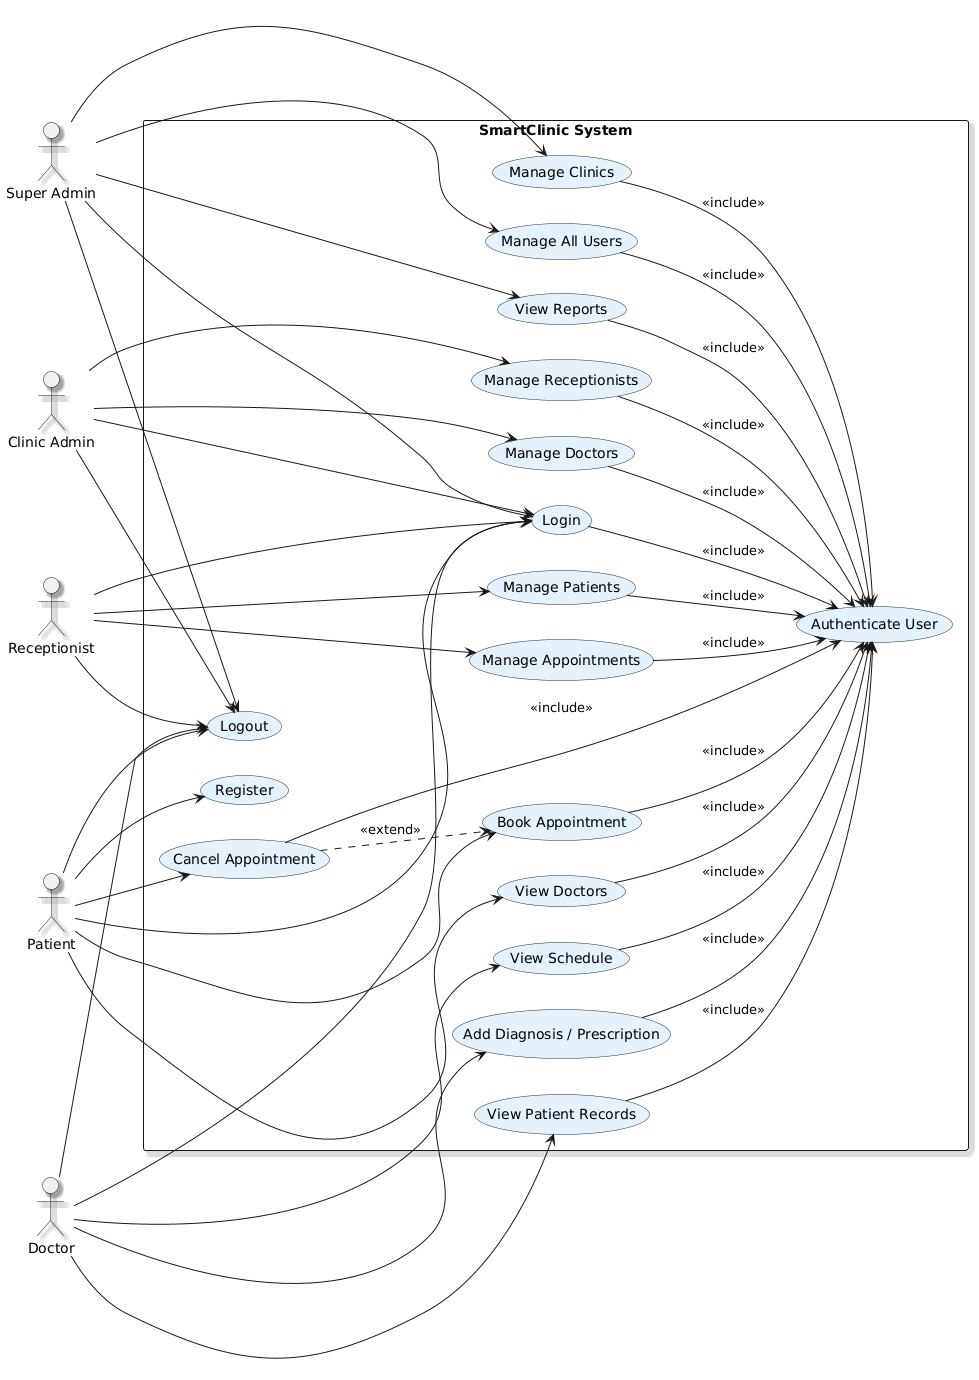 SmartClinic System
Manage Clinics
Super Admin
«include»
Manage All Users
«include»
View Reports
«include»
Manage Receptionists
«include»
Clinic Admin
Manage Doctors
«include»
Login
«include»
Manage Patients
«include»
Authenticate User
Receptionist
«include»
Manage Appointments
«include»
Logout
«include»
Register
«include»
Book Appointment
«extend»
Cancel Appointment
«include»
View Doctors
«include»
Patient
View Schedule
«include»
Add Diagnosis / Prescription
View Patient Records
Doctor